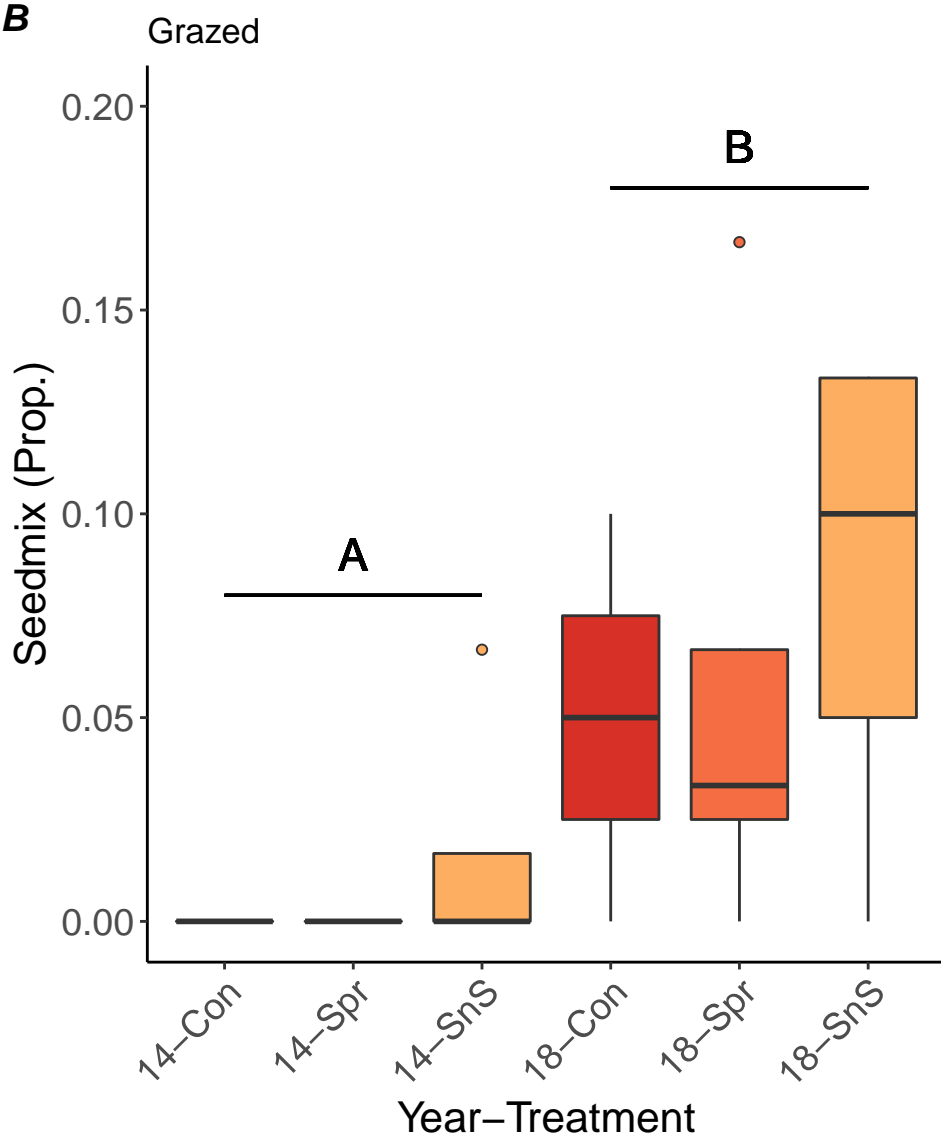 B
Grazed
0.20
0.15
0.10
0.05
0.00
Seedmix (Prop.)
A
B
14−Con
14−Spr
14−SnS
18−Con
18−Spr
18−SnS
Year−Treatment